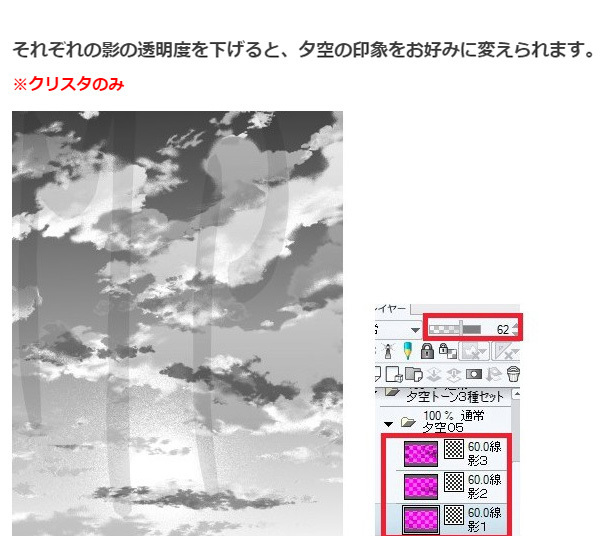 それぞれの影の透明度を下げると、夕空の印象をお好みに変えられます。
※クリスタのみ
イヤー
62
夕空トーン3種セット
100 % 通常
夕空05
60.0線
影3
60.0線
影2
60.0線
影1